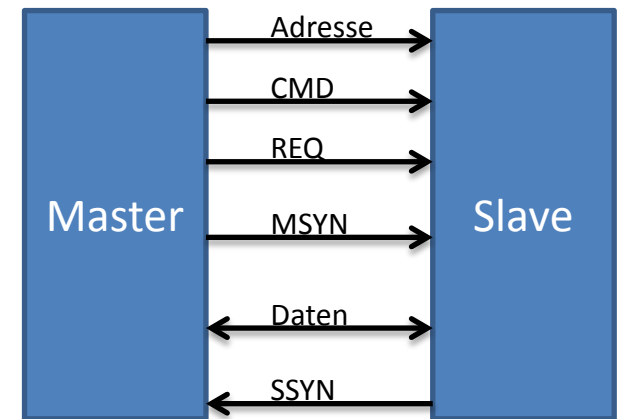 Adresse
CMD
REQ
Master
MSYN
Slave
Daten
SSYN